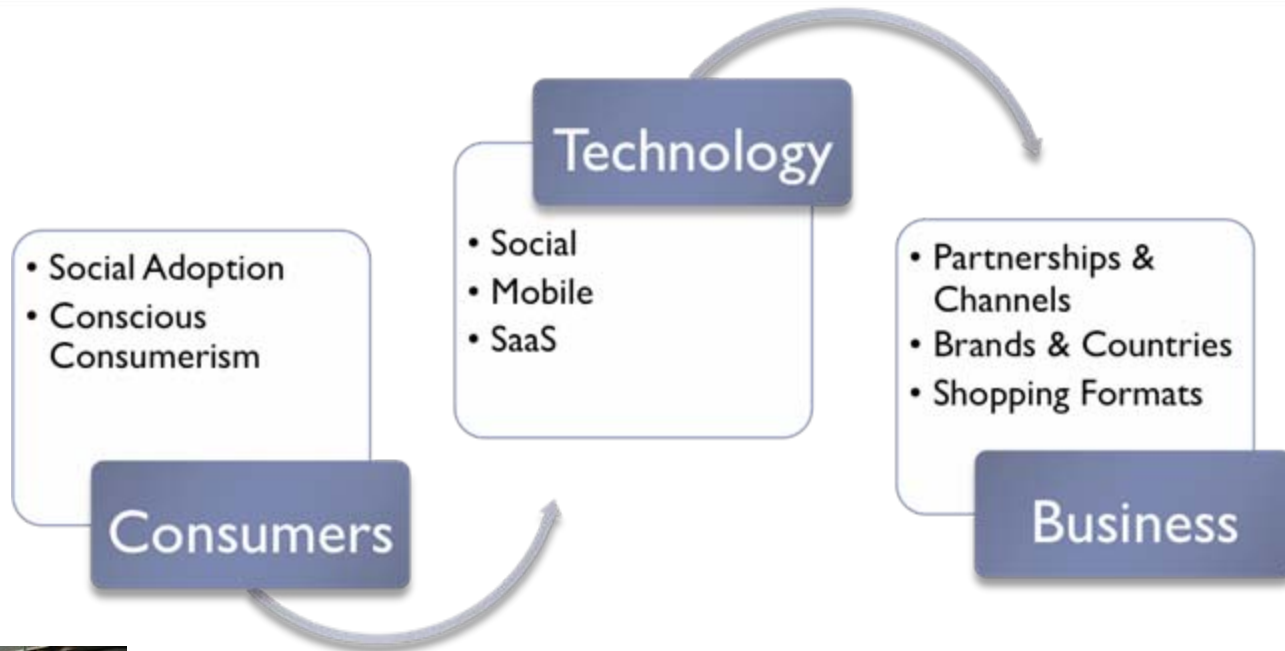 • Social Adoption
• Conscious
Consumerism
Consumers
Technology
• Social
• Mobile
• SaaS
• Partnerships &
Channels
• Brands & Countries
• Shopping Formats
Business